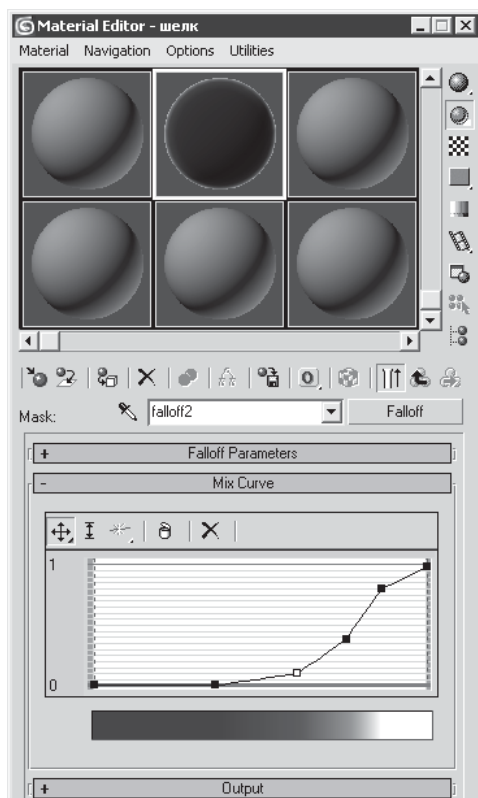 Material Editor - шелк
Material Navigation Options Utilities
Mask: falloff2 Falloff
+ Falloff Parameters
- Mix Curve
1
0
+ Output